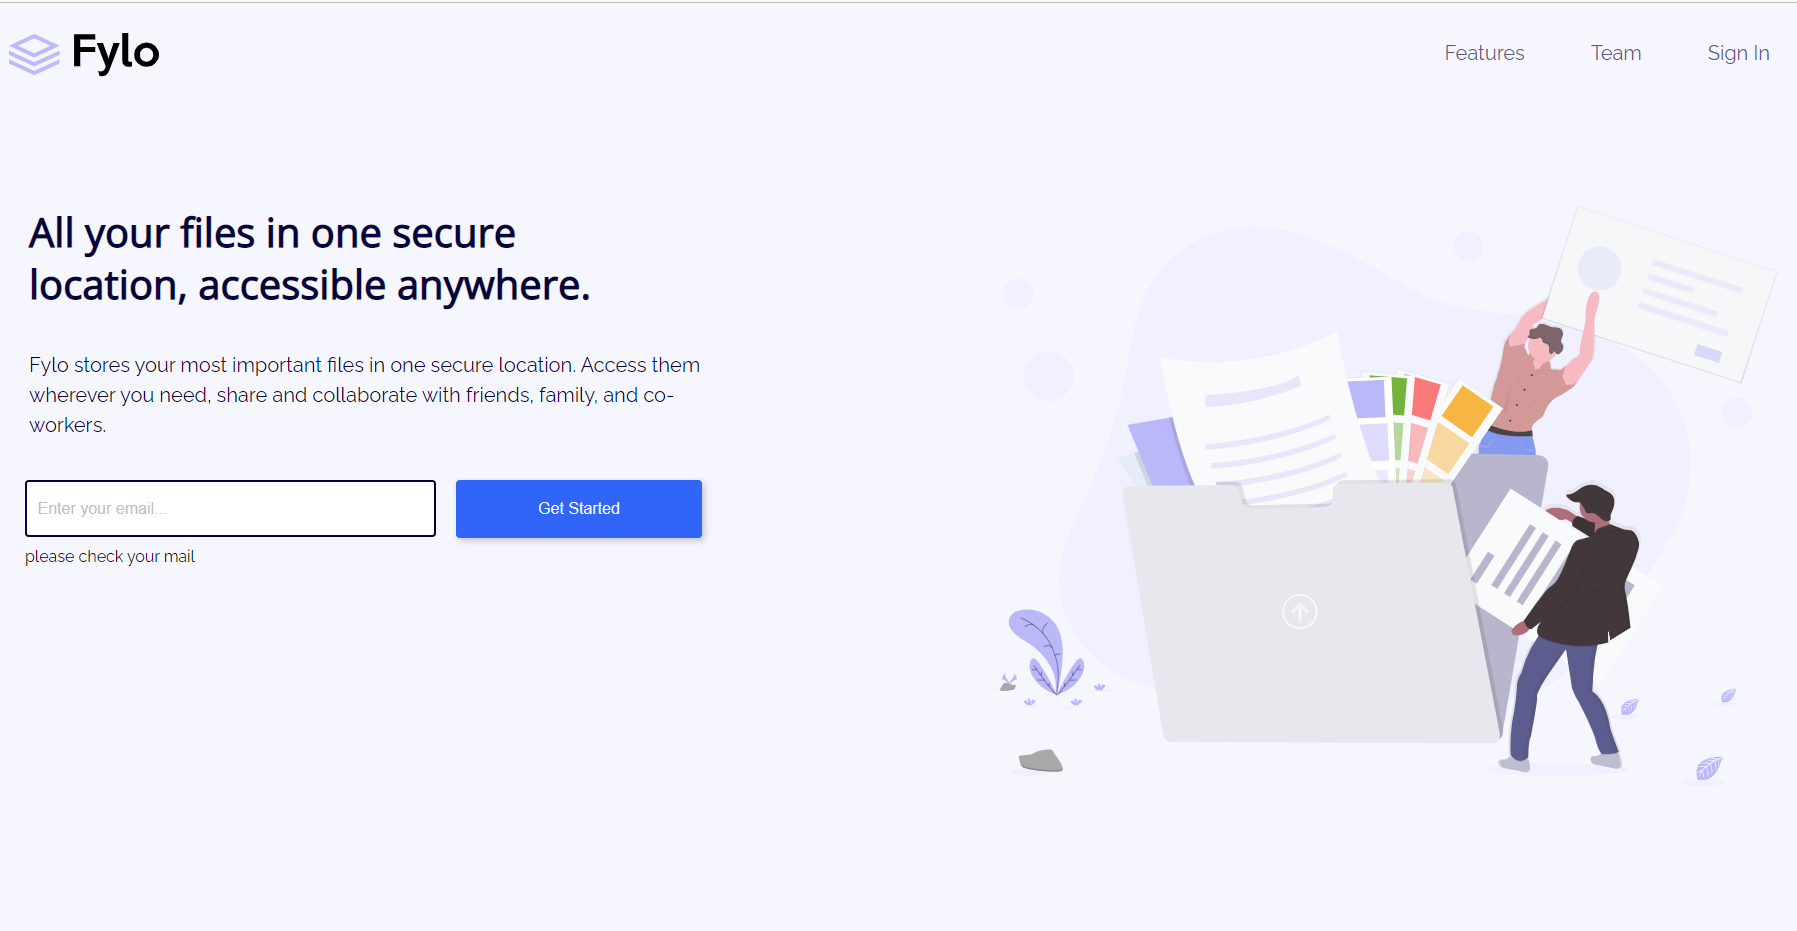 Fylo
Features
Team
Sign In
All your files in one secure
location, accessible anywhere.
Fylo stores your most important files in one secure location. Access them
wherever you need, share and collaborate with friends, family, and co-
workers.
Enter your email...
Get Started
please check your mail